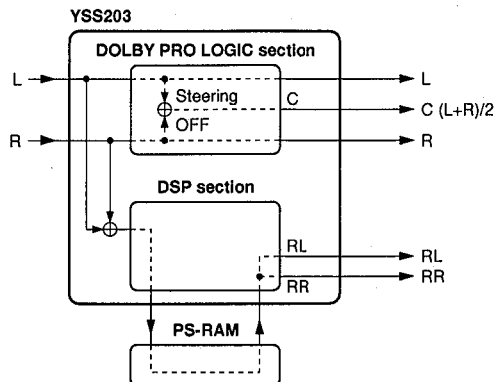 YSS203
DOLBY PRO LOGIC section
L
L
Steering
C
C (L+R)/2
OFF
R
R
DSP section
RL
RL
RR
RR
PS-RAM